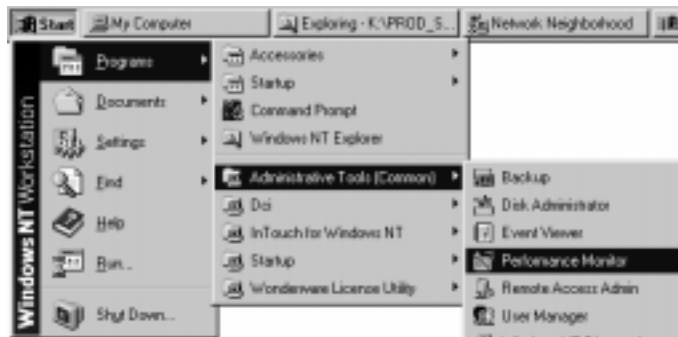 Start My Computer Exploring - K:\PROD_S... Network Neighborhood
Windows NT Workstation
Programs
Documents
Settings
Find
Help
Run...
Shut Down...
Accessories
Startup
Command Prompt
Windows NT Explorer
Administrative Tools (Common)
Dci
InTouch for Windows NT
Startup
Wonderware License Utility
Backup
Disk Administrator
Event Viewer
Performance Monitor
Remote Access Admin
User Manager